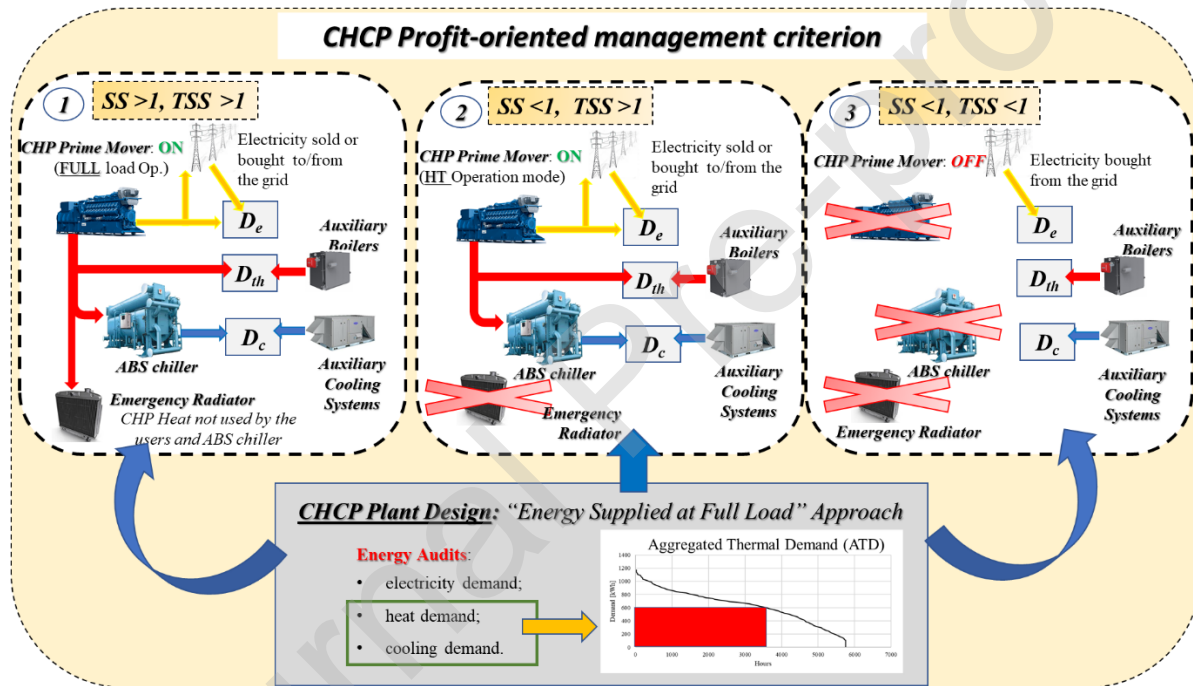 CHCP Profit-oriented management criterion
1
SS >1, TSS >1
CHP Prime Mover: ON
(FULL load Op.)
Electricity sold or
bought to/from the
grid
De
Auxiliary
Boilers
Dth
Dc
ABS chiller
Auxiliary
Cooling
Systems
Emergency Radiator
CHP Heat not used by the
users and ABS chiller
2
SS <1, TSS >1
CHP Prime Mover: ON
(HT Operation mode)
Electricity sold or
bought to/from the
grid
De
Auxiliary
Boilers
Dth
Dc
ABS chiller
Auxiliary
Cooling
Systems
Emergency
Radiator
3
SS <1, TSS <1
CHP Prime Mover: OFF
Electricity bought
from the grid
De
Auxiliary
Boilers
Dth
Dc
ABS chiller
Auxiliary
Cooling
Systems
Emergency Radiator
CHCP Plant Design: “Energy Supplied at Full Load” Approach
Energy Audits:
• electricity demand;
• heat demand;
• cooling demand.
Aggregated Thermal Demand (ATD)
Demand [kWh]
1400
1200
1000
800
600
400
200
0
0 1000 2000 3000 4000 5000 6000 7000
Hours